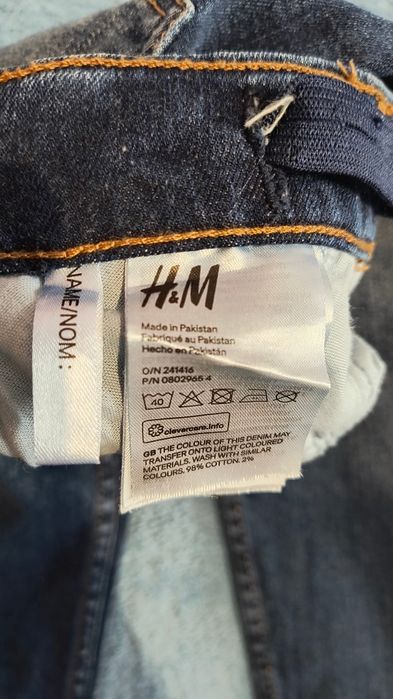 NAME/NOM :
H&M
Made in Pakistan
Fabriqué au Pakistan
Hecho en Pakistán
O/N 241416
P/N 0802965 4
40
clevercare.info
GB THE COLOUR OF THIS DENIM MAY
TRANSFER ONTO LIGHT COLOURED
MATERIALS. WASH WITH SIMILAR
COLOURS. 98% COTTON. 2%